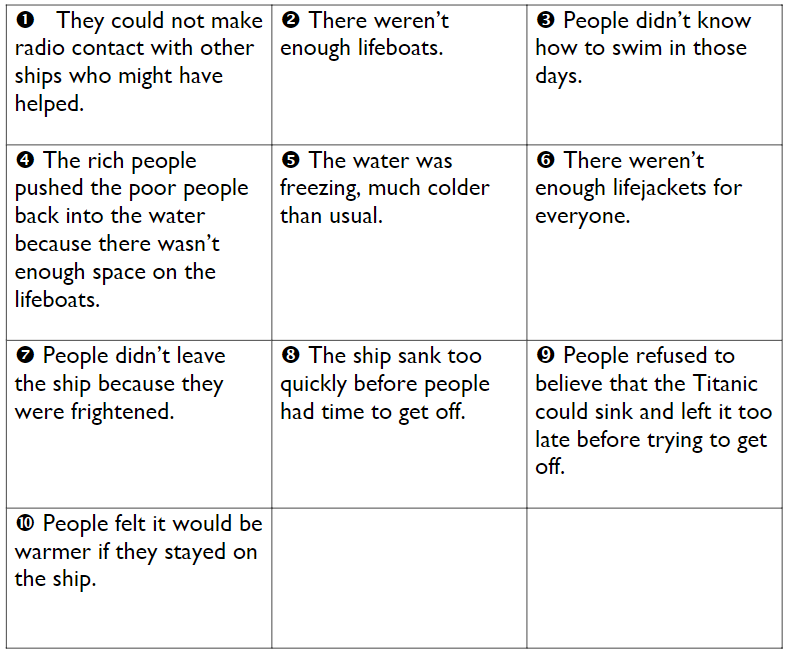 ❶ They could not make
radio contact with other
ships who might have
helped.
❷ There weren't
enough lifeboats.
❸ People didn't know
how to swim in those
days.
❹ The rich people
pushed the poor people
back into the water
because there wasn't
enough space on the
lifeboats.
❺ The water was
freezing, much colder
than usual.
❻ There weren't
enough lifejackets for
everyone.
❼ People didn't leave
the ship because they
were frightened.
❽ The ship sank too
quickly before people
had time to get off.
❾ People refused to
believe that the Titanic
could sink and left it too
late before trying to get
off.
❿ People felt it would be
warmer if they stayed on
the ship.